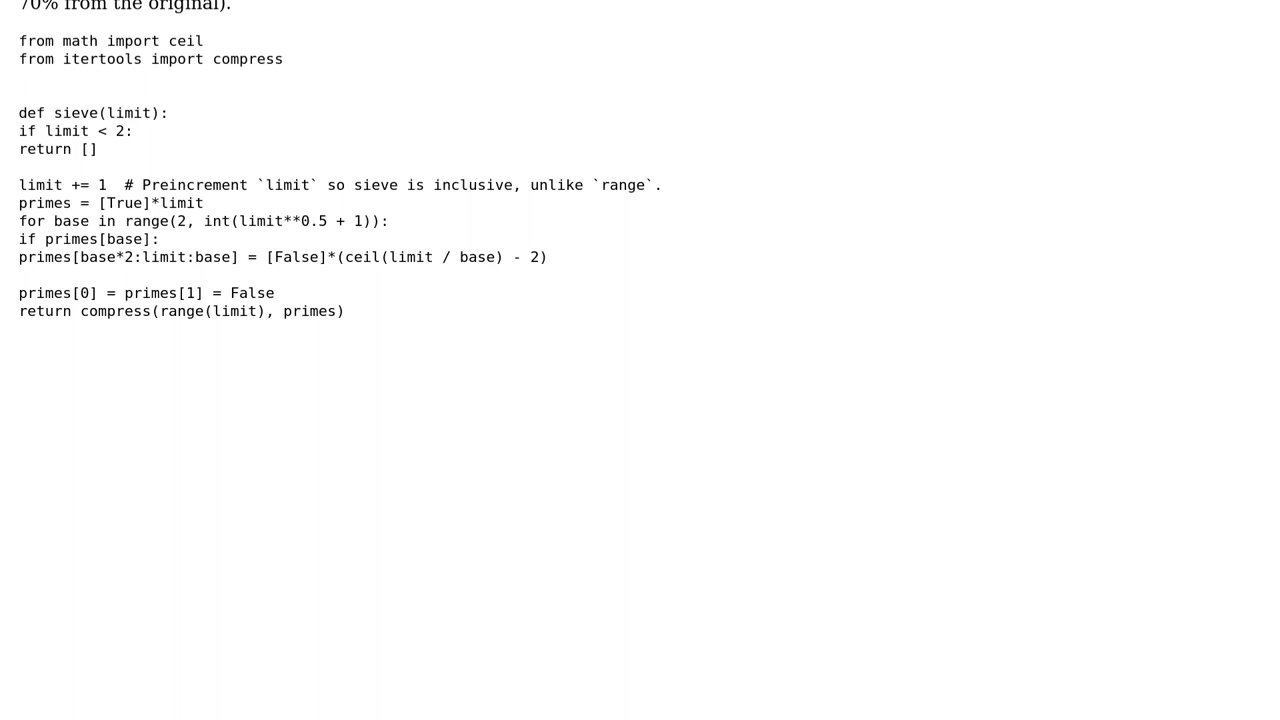 70% from the original).
from math import ceil
from itertools import compress
def sieve(limit):
if limit < 2:
return []
limit += 1  # Preincrement `limit` so sieve is inclusive, unlike `range`.
primes = [True]*limit
for base in range(2, int(limit**0.5 + 1)):
if primes[base]:
primes[base*2:limit:base] = [False]*(ceil(limit / base) - 2)
primes[0] = primes[1] = False
return compress(range(limit), primes)